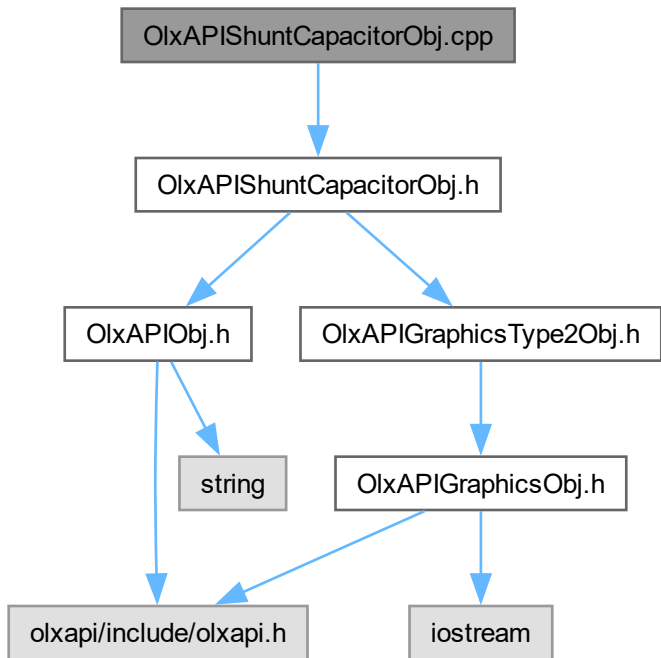 OlxAPIShuntCapacitorObj.cpp
OlxAPIShuntCapacitorObj.h
OlxAPIObj.h
OlxAPIGraphicsType2Obj.h
string
OlxAPIGraphicsObj.h
olxapi/include/olxapi.h
iostream